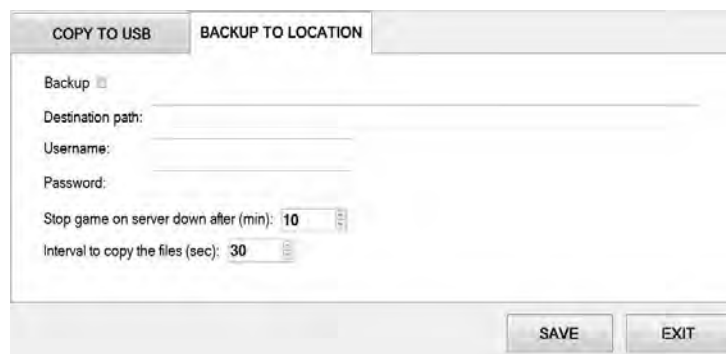 COPY TO USB BACKUP TO LOCATION
Backup
Destination path:
Username:
Password:
Stop game on server down after (min): 10
Interval to copy the files (sec): 30
SAVE EXIT